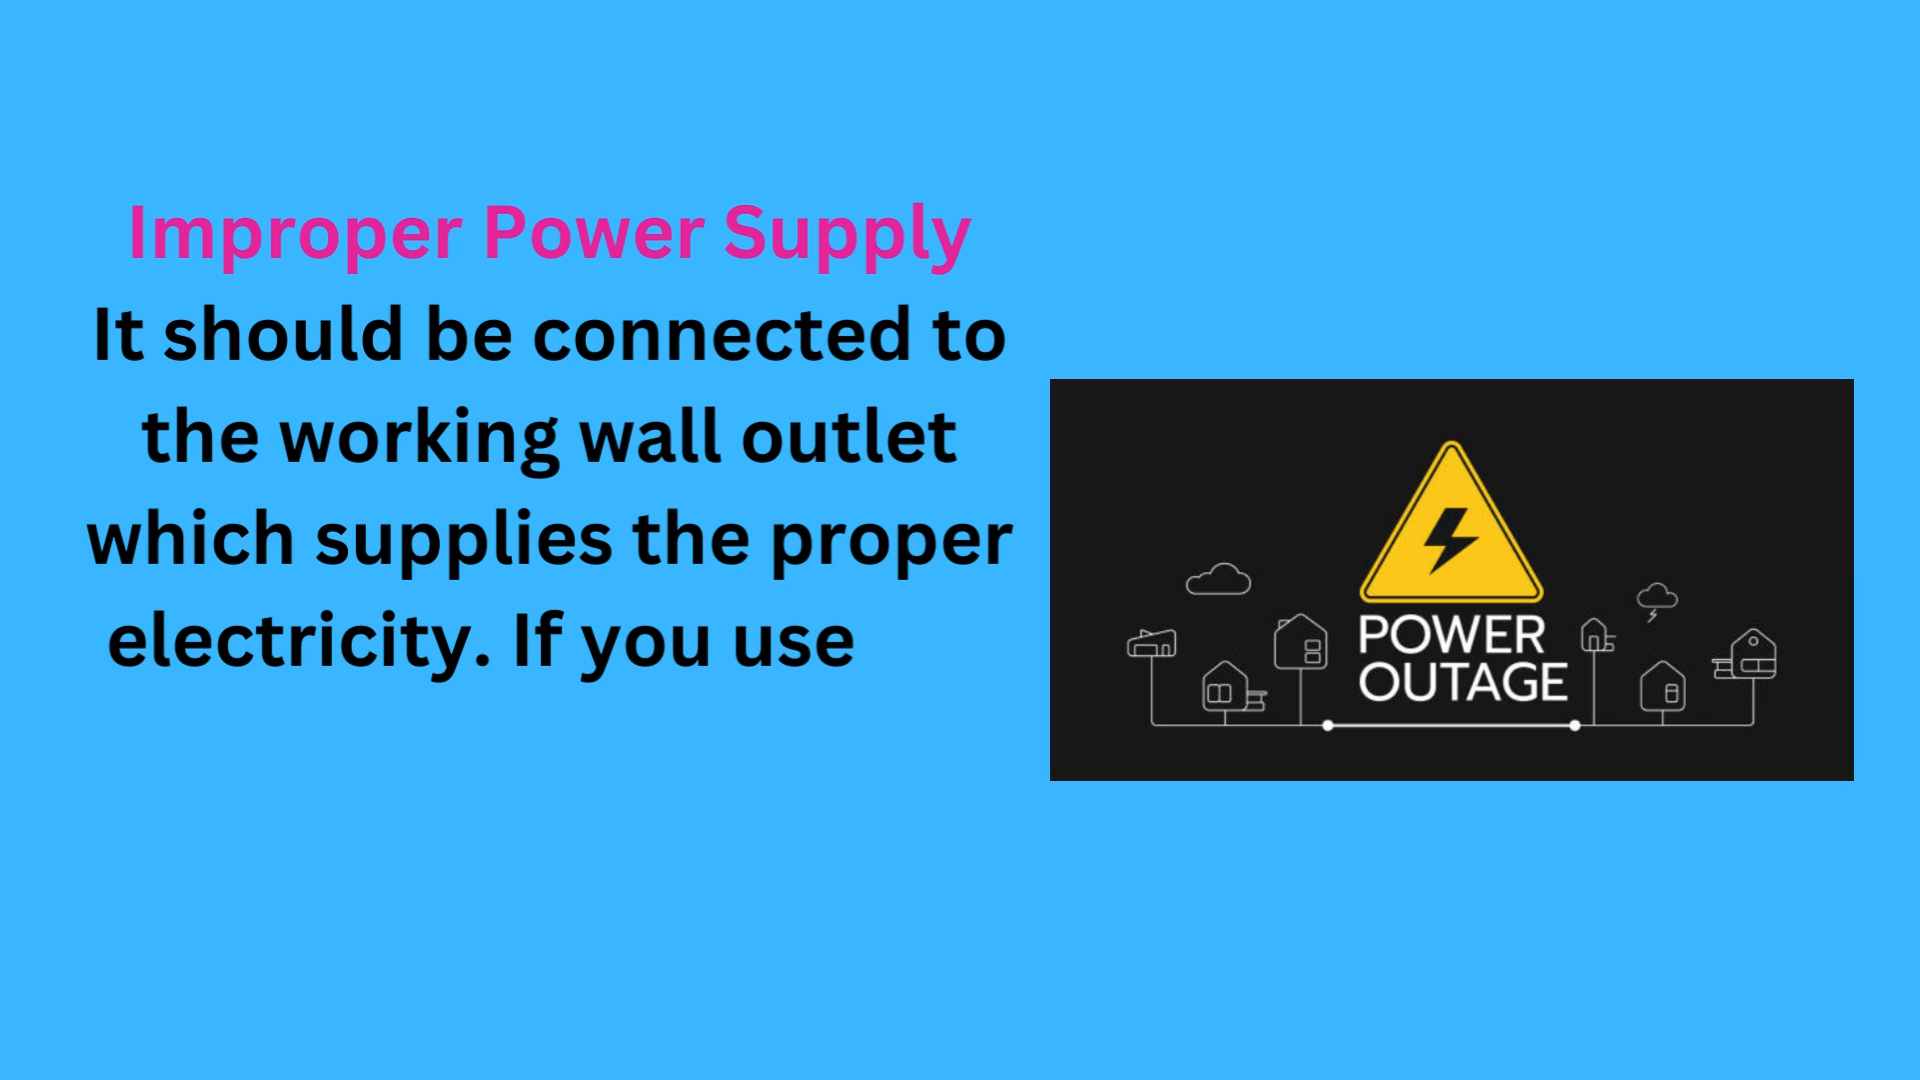 Improper Power Supply
It should be connected to
the working wall outlet
which supplies the proper
electricity. If you use
POWER
OUTAGE